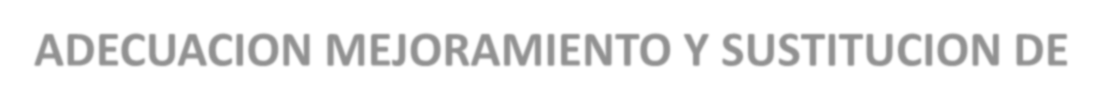 ADECUACION MEJORAMIENTO Y SUSTITUCION DE